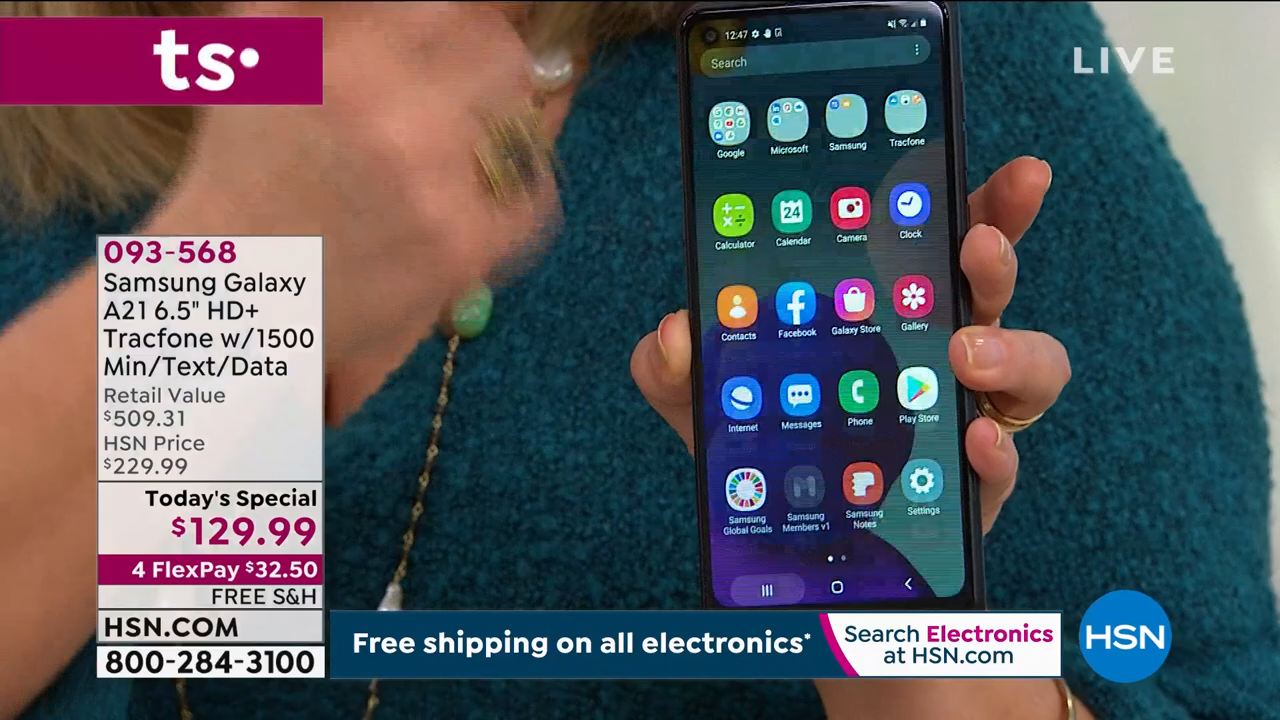 ts.
LIVE
093-568
Samsung Galaxy
A21 6.5" HD+
Tracfone w/1500
Min/Text/Data
Retail Value
$509.31
HSN Price
$229.99
Today's Special
$129.99
4 FlexPay $32.50
FREE S&H
HSN.COM
800-284-3100
12:47
Search
Google Microsoft Samsung Tracfone
24
Calculator Calendar Camera Clock
Contacts Facebook Galaxy Store Gallery
Internet Messages Phone Play Store
Samsung Global Goals
Samsung Members v1
Samsung Notes
Settings
Free shipping on all electronics*
Search Electronics
at HSN.com
HSN